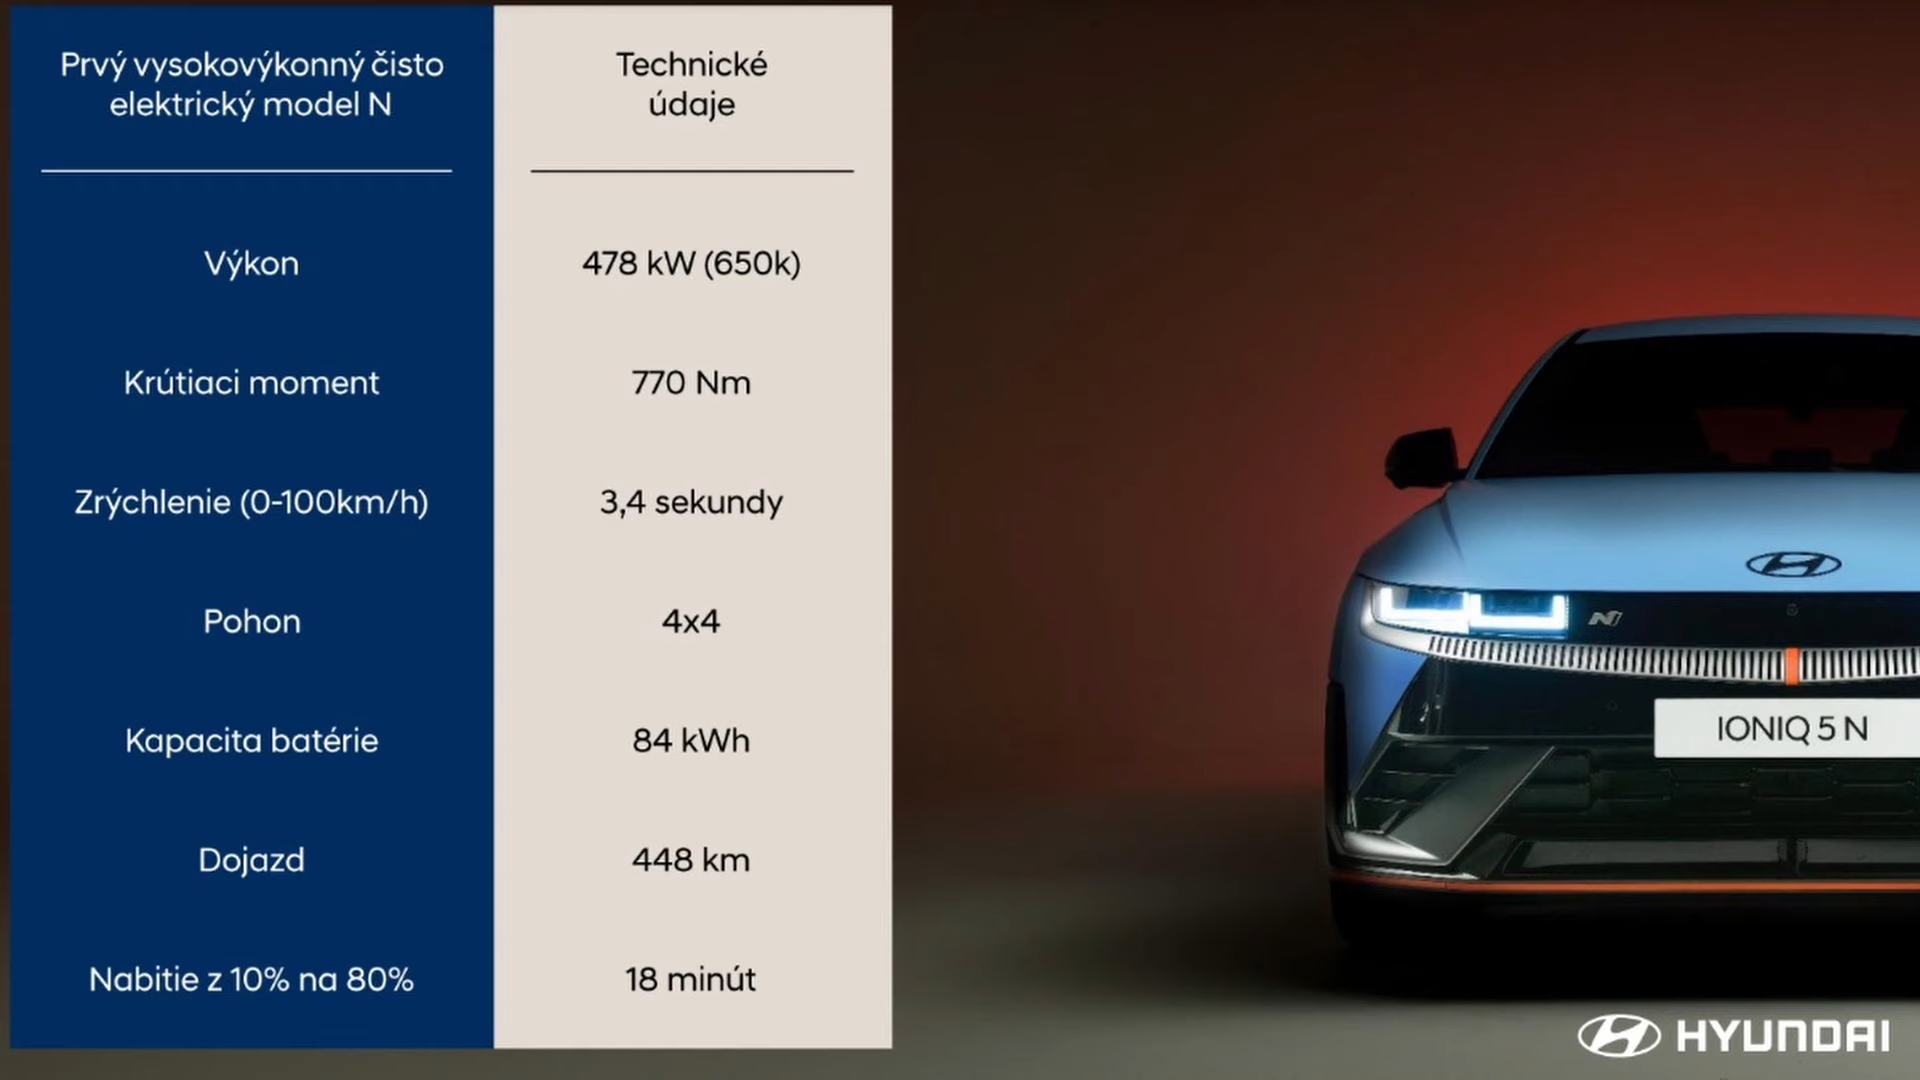 Prvý vysokovýkonný čisto
elektrický model N
Technické
údaje
Výkon
478 kW (650k)
Krútiaci moment
770 Nm
Zrýchlenie (0-100km/h)
3,4 sekundy
Pohon
4x4
Kapacita batérie
84 kWh
Dojazd
448 km
Nabitie z 10% na 80%
18 minút
N
IONIQ 5 N
HYUNDAI